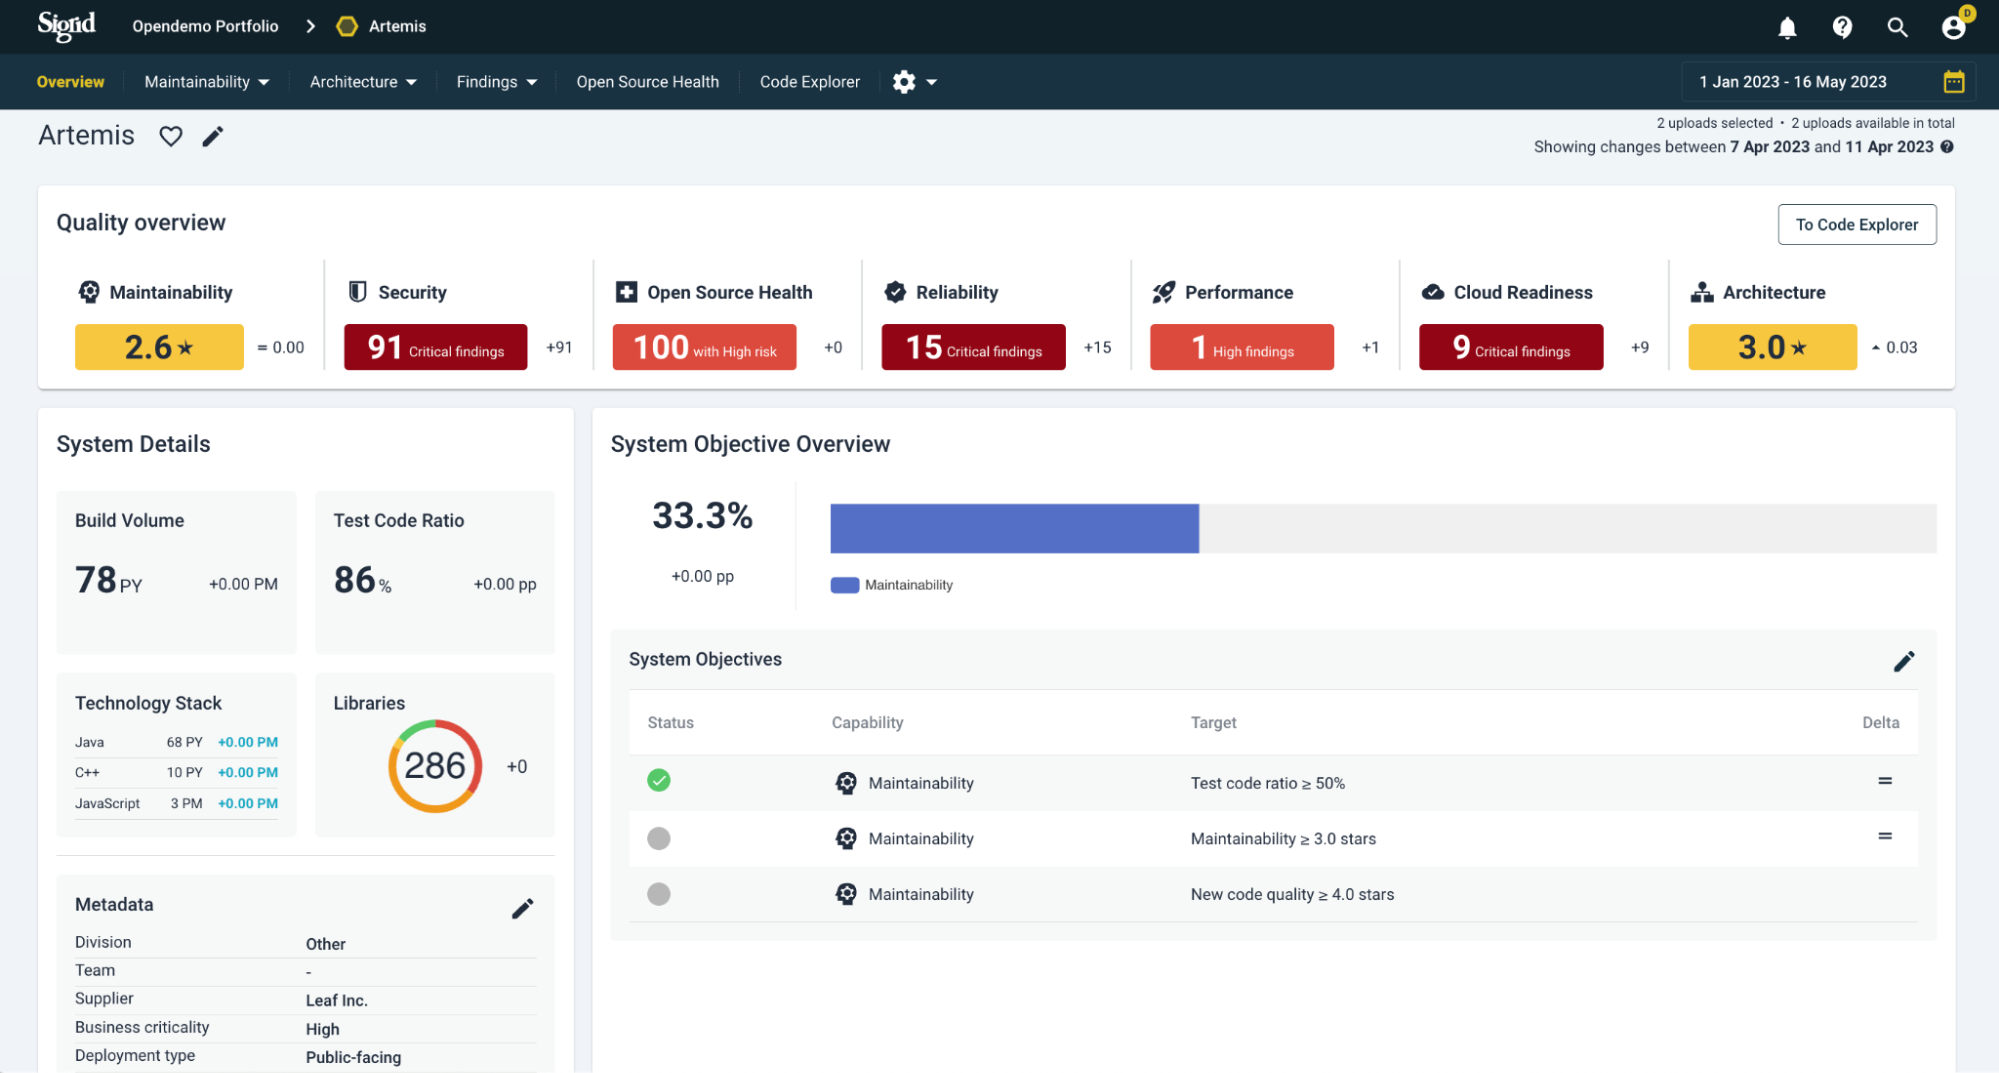 Sigrid Opendemo Portfolio Artemis D
Overview Maintainability Architecture Findings Open Source Health Code Explorer 1 Jan 2023 - 16 May 2023
Artemis
2 uploads selected • 2 uploads available in total
Showing changes between 7 Apr 2023 and 11 Apr 2023
Quality overview
To Code Explorer
Maintainability
2.6 = 0.00
Security
91 Critical findings +91
Open Source Health
100 with High risk +0
Reliability
15 Critical findings +15
Performance
1 High findings +1
Cloud Readiness
9 Critical findings +9
Architecture
3.0 0.03
System Details
Build Volume
78 PY +0.00 PM
Test Code Ratio
86 % +0.00 pp
Technology Stack
Java 68 PY +0.00 PM
C++ 10 PY +0.00 PM
JavaScript 3 PM +0.00 PM
Libraries
286 +0
Metadata
Division Other
Team -
Supplier Leaf Inc.
Business criticality High
Deployment type Public-facing
System Objective Overview
33.3%
+0.00 pp
Maintainability
System Objectives
Status Capability Target Delta
Maintainability Test code ratio ≥ 50% =
Maintainability Maintainability ≥ 3.0 stars =
Maintainability New code quality ≥ 4.0 stars